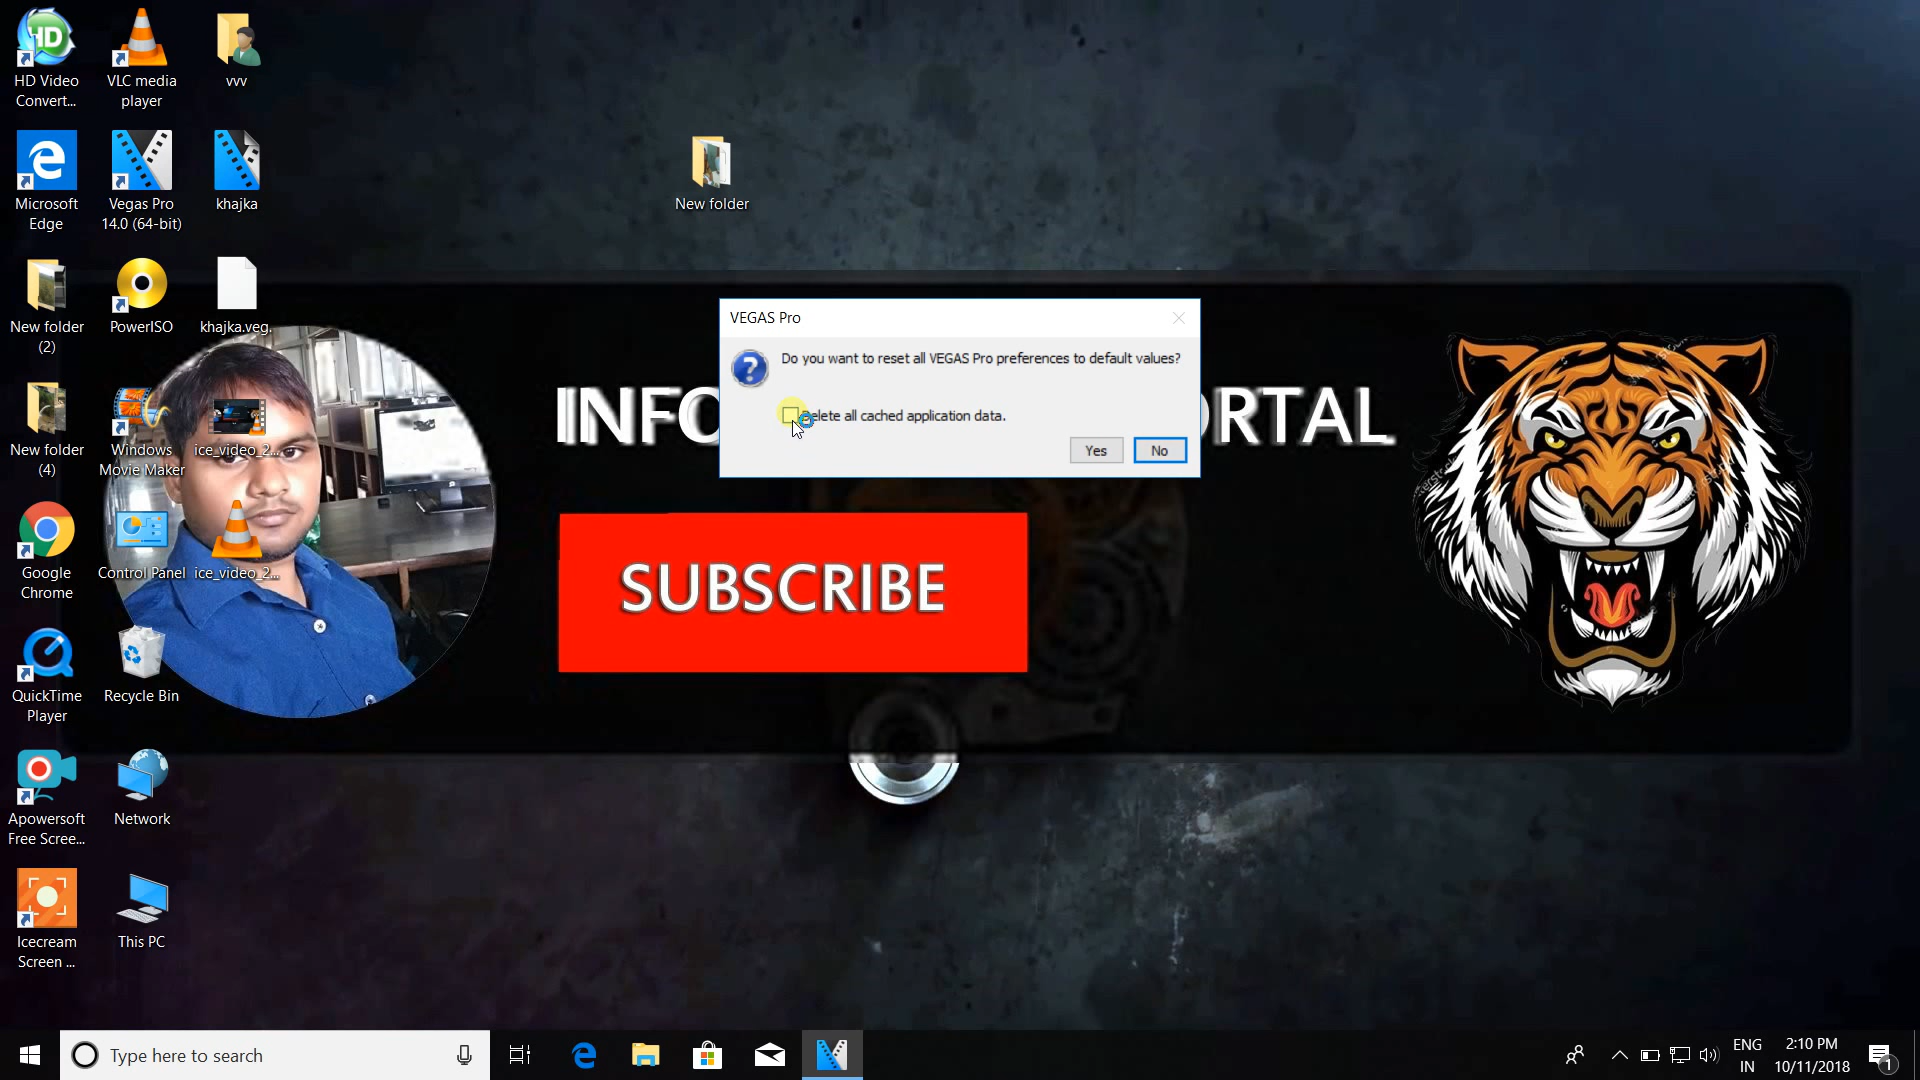 HD Video
Convert...
VLC media
player
vvv
Microsoft
Edge
Vegas Pro
14.0 (64-bit)
khajka
New folder
New folder
(2)
PowerISO
khajka.veg.
New folder
(4)
Windows
Movie Maker
ice_video_2...
Google
Chrome
Control Panel
ice_video_2...
QuickTime
Player
Recycle Bin
Apowersoft
Free Scree...
Network
Icecream
Screen ...
This PC
VEGAS Pro
Do you want to reset all VEGAS Pro preferences to default values?
Delete all cached application data.
Yes
No
INFO
RTAL
SUBSCRIBE
Type here to search
ENG
IN
2:10 PM
10/11/2018
1